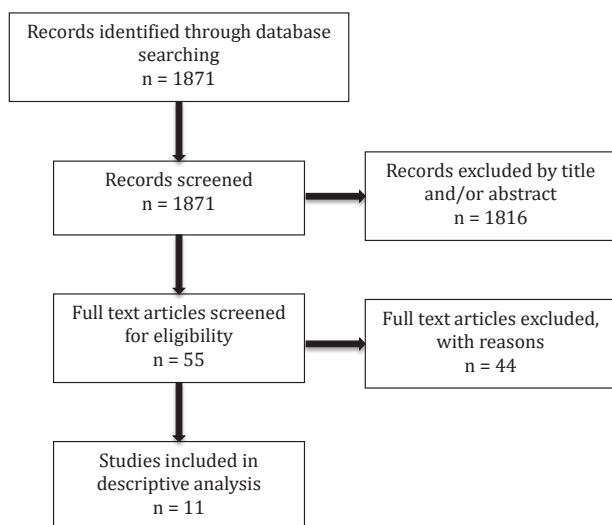 Records identified through database
searching
n = 1871
Records screened
n = 1871
Records excluded by title
and/or abstract
n = 1816
Full text articles screened
for eligibility
n = 55
Full text articles excluded,
with reasons
n = 44
Studies included in
descriptive analysis
n = 11